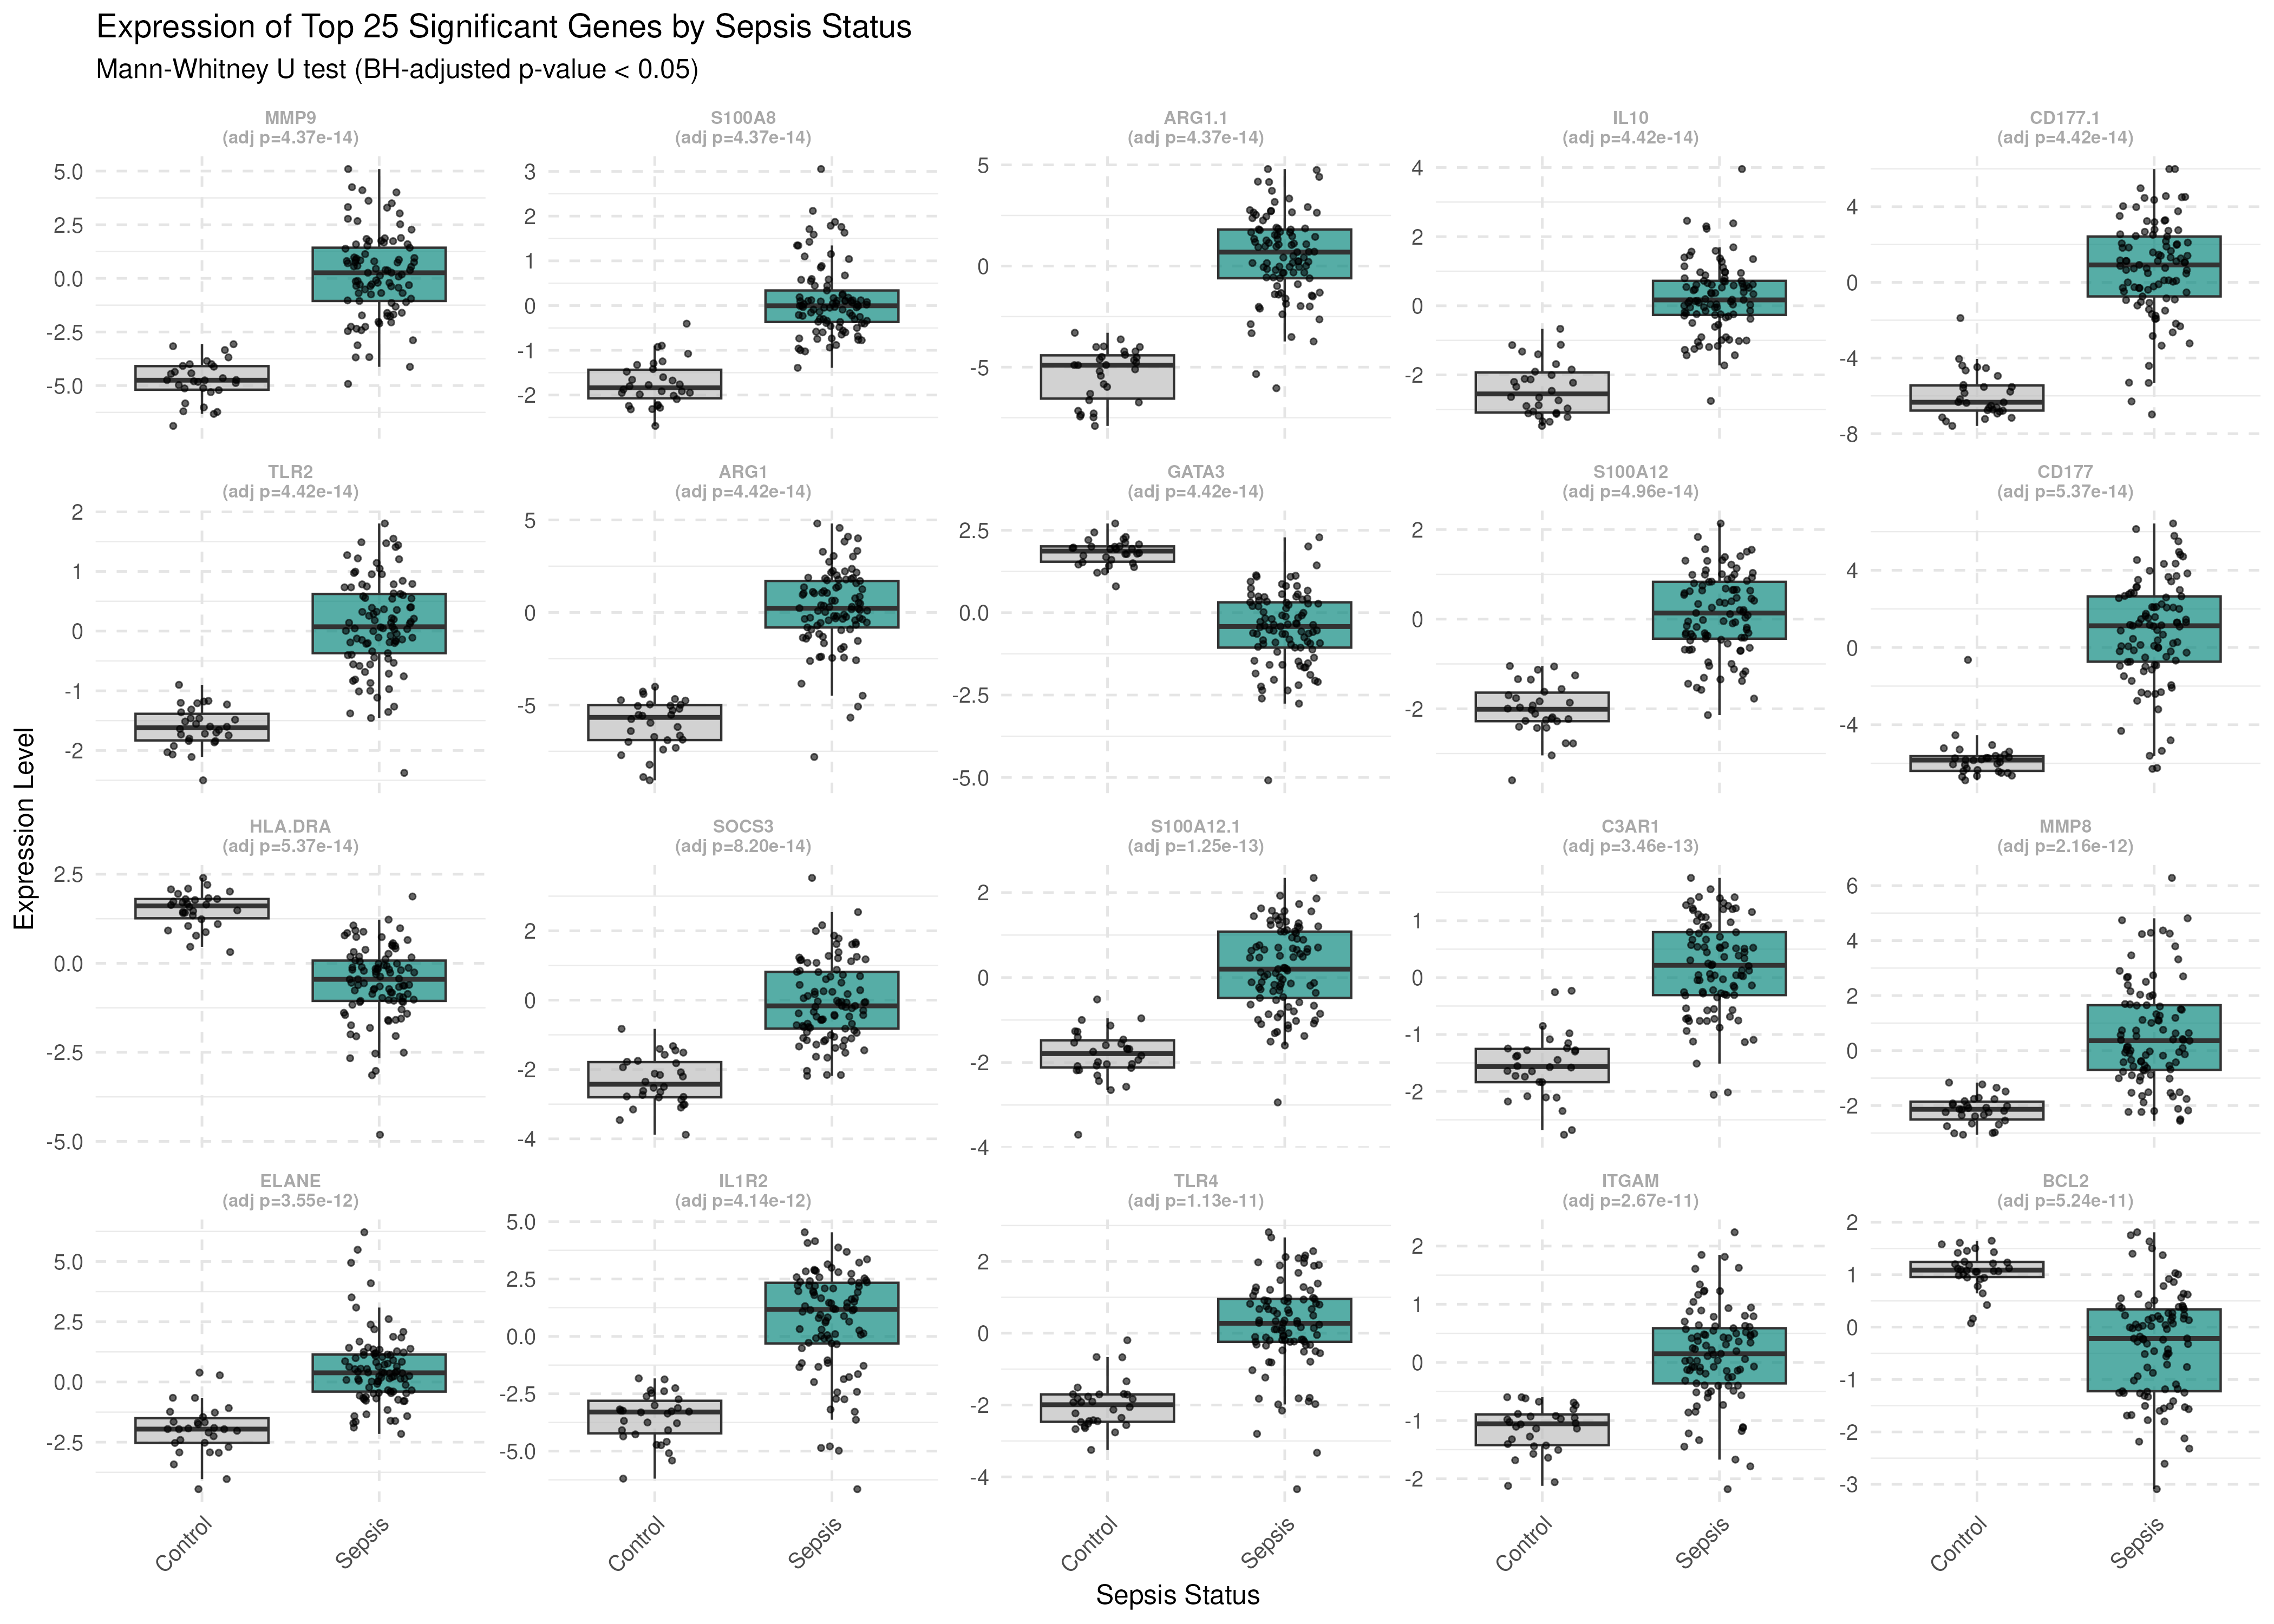 Expression of Top 25 Significant Genes by Sepsis Status
Mann-Whitney U test (BH-adjusted p-value < 0.05)
MMP9
(adj p=4.37e-14)
S100A8
(adj p=4.37e-14)
ARG1.1
(adj p=4.37e-14)
IL10
(adj p=4.42e-14)
CD177.1
(adj p=4.42e-14)
5.0
2.5
0.0
-2.5
-5.0
3
2
1
0
-1
-2
5
0
-5
4
2
0
-2
4
0
-4
-8
TLR2
(adj p=4.42e-14)
ARG1
(adj p=4.42e-14)
GATA3
(adj p=4.42e-14)
S100A12
(adj p=4.96e-14)
CD177
(adj p=5.37e-14)
2
1
0
-1
-2
5
0
-5
2.5
0.0
-2.5
-5.0
2
0
-2
4
0
-4
Expression Level
HLA.DRA
(adj p=5.37e-14)
SOCS3
(adj p=8.20e-14)
S100A12.1
(adj p=1.25e-13)
C3AR1
(adj p=3.46e-13)
MMP8
(adj p=2.16e-12)
2.5
0.0
-2.5
-5.0
2
0
-2
-4
2
0
-2
-4
1
0
-1
-2
6
4
2
0
-2
ELANE
(adj p=3.55e-12)
IL1R2
(adj p=4.14e-12)
TLR4
(adj p=1.13e-11)
ITGAM
(adj p=2.67e-11)
BCL2
(adj p=5.24e-11)
5.0
2.5
0.0
-2.5
5.0
2.5
0.0
-2.5
-5.0
2
0
-2
-4
2
1
0
-1
-2
2
1
0
-1
-2
-3
Control
Sepsis
Control
Sepsis
Control
Sepsis
Control
Sepsis
Control
Sepsis
Sepsis Status